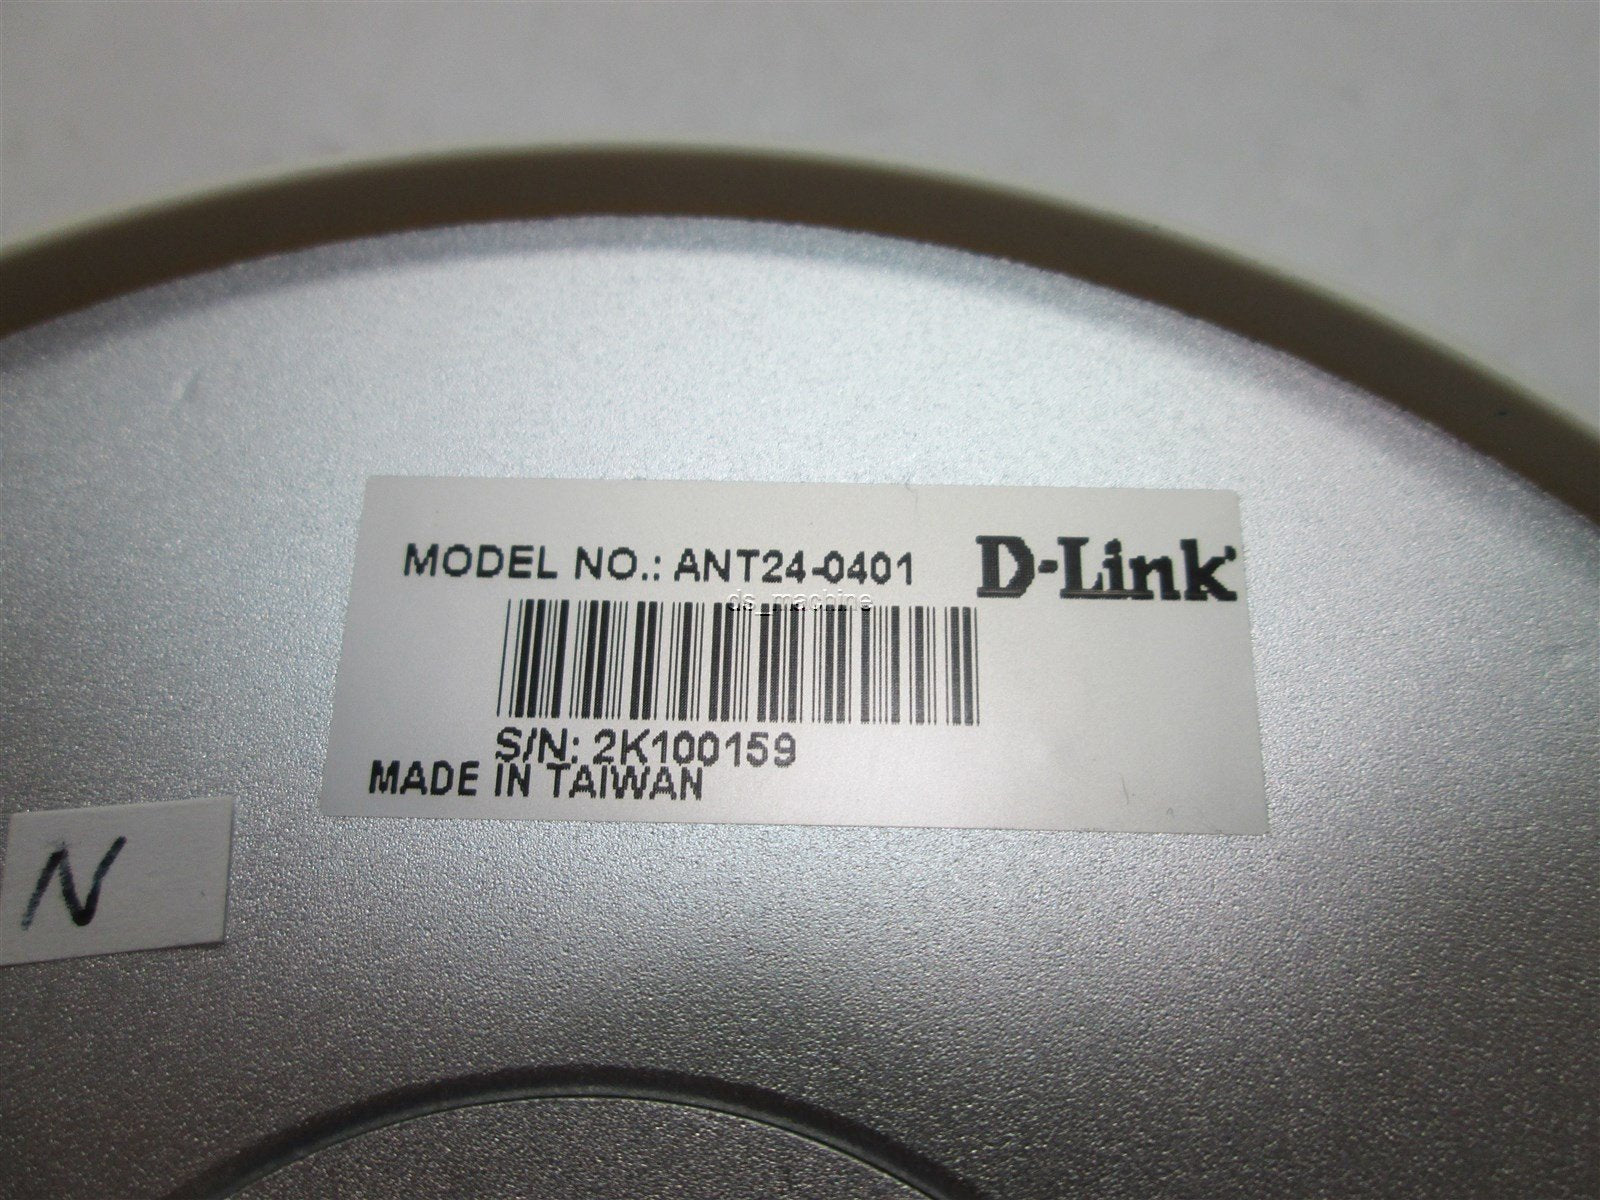 MODEL NO.: ANT24-0401 D-Link
ds_machine
S/N: 2K100159
MADE IN TAIWAN
N